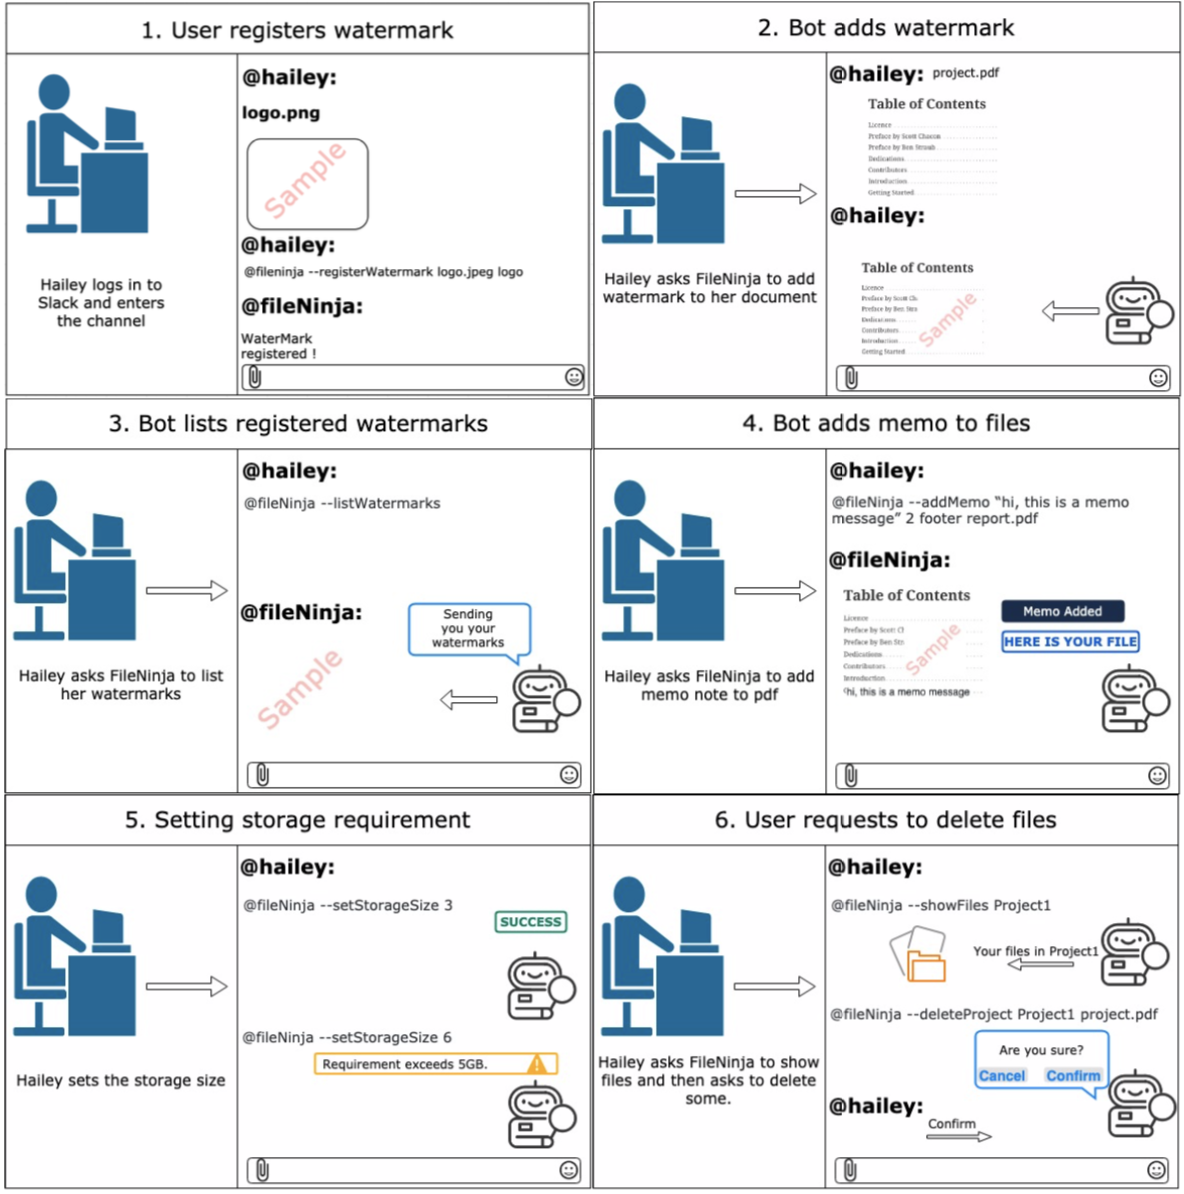 1. User registers watermark
Hailey logs in to
Slack and enters
the channel
@hailey:
logo.png
Sample
@hailey:
@fileninja --registerWatermark logo.jpeg logo
@fileNinja:
WaterMark
registered !
2. Bot adds watermark
Hailey asks FileNinja to add
watermark to her document
@hailey: project.pdf
Table of Contents
Licence
Preface by Scott Chacon
Preface by Ben Straub
Dedications
Contributors
Introduction
Getting Started
@hailey:
Table of Contents
Licence
Preface by Scott Ch
Preface by Ben Stra
Dedications
Contributors
Introduction
Getting Started
Sample
3. Bot lists registered watermarks
Hailey asks FileNinja to list
her watermarks
@hailey:
@fileNinja --listWatermarks
@fileNinja:
Sending
you your
watermarks
Sample
4. Bot adds memo to files
Hailey asks FileNinja to add
memo note to pdf
@hailey:
@fileNinja --addMemo “hi, this is a memo
message” 2 footer report.pdf
@fileNinja:
Table of Contents
Licence
Preface by Scott Cl
Preface by Ben Str
Dedications
Contributors
Introduction
hi, this is a memo message
Sample
Memo Added
HERE IS YOUR FILE
5. Setting storage requirement
Hailey sets the storage size
@hailey:
@fileNinja --setStorageSize 3
SUCCESS
@fileNinja --setStorageSize 6
Requirement exceeds 5GB.
6. User requests to delete files
Hailey asks FileNinja to show
files and then asks to delete
some.
@hailey:
@fileNinja --showFiles Project1
Your files in Project1
@fileNinja --deleteProject Project1 project.pdf
Are you sure?
Cancel Confirm
@hailey:
Confirm